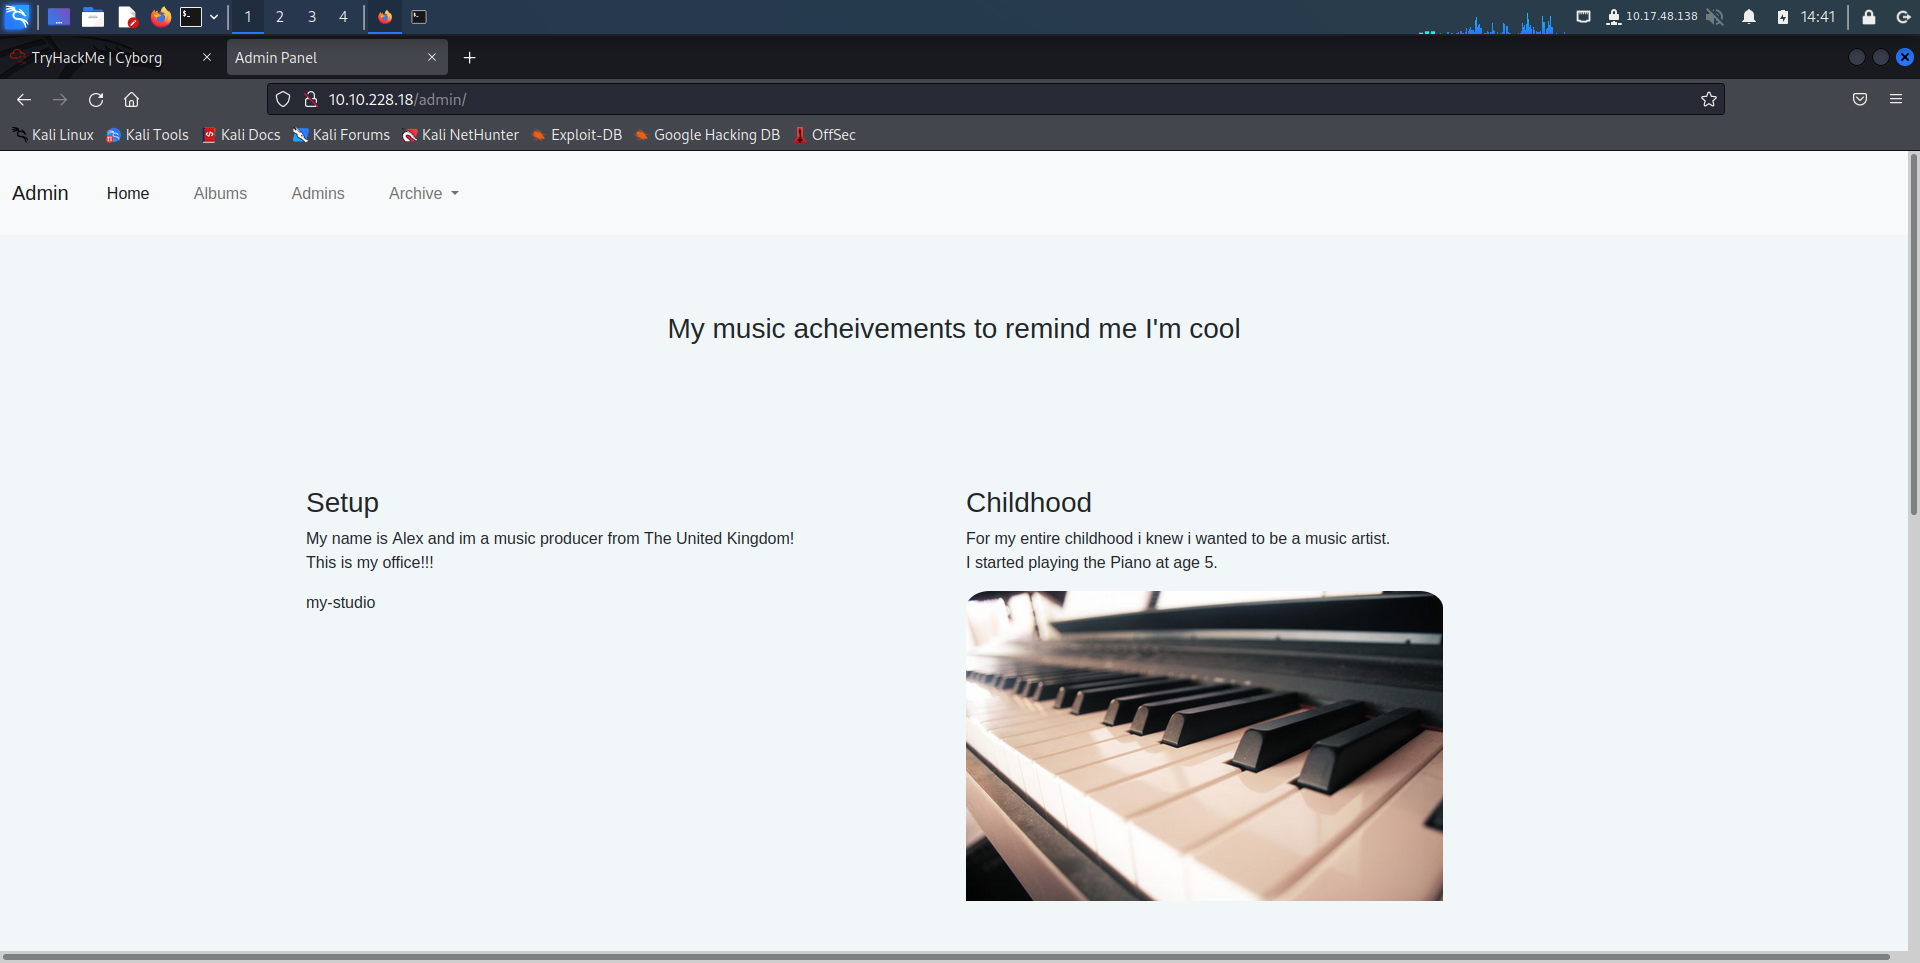 1 2 3 4 10.17.48.138 14:41
TryHackMe | Cyborg Admin Panel
10.10.228.18/admin/
Kali Linux Kali Tools Kali Docs Kali Forums Kali NetHunter Exploit-DB Google Hacking DB OffSec
Admin Home Albums Admins Archive
My music acheivements to remind me I'm cool
Setup
My name is Alex and im a music producer from The United Kingdom!
This is my office!!!
my-studio
Childhood
For my entire childhood i knew i wanted to be a music artist.
I started playing the Piano at age 5.